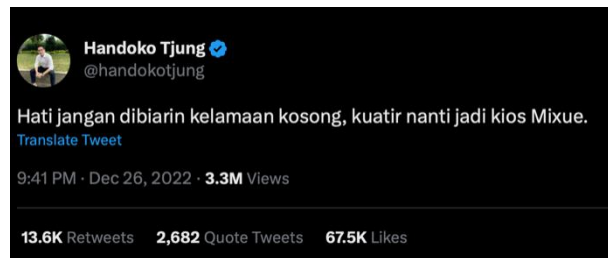 Handoko Tjung
@handokotjung
Hati jangan dibiarin kelamaan kosong, kuatir nanti jadi kios Mixue.
Translate Tweet
9:41 PM · Dec 26, 2022 · 3.3M Views
13.6K Retweets 2,682 Quote Tweets 67.5K Likes